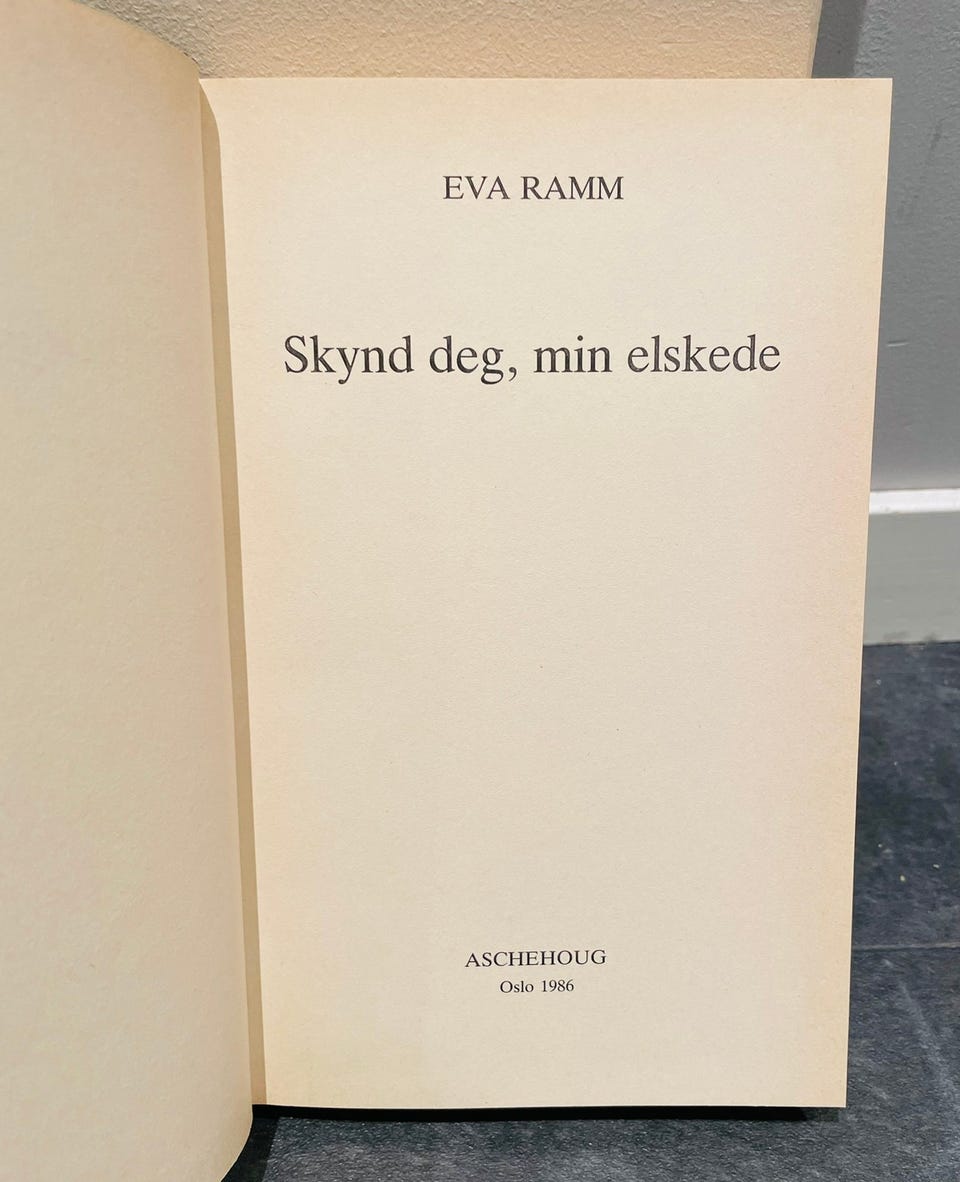 EVA RAMM
Skynd deg, min elskede
ASCHEHOUG
Oslo 1986